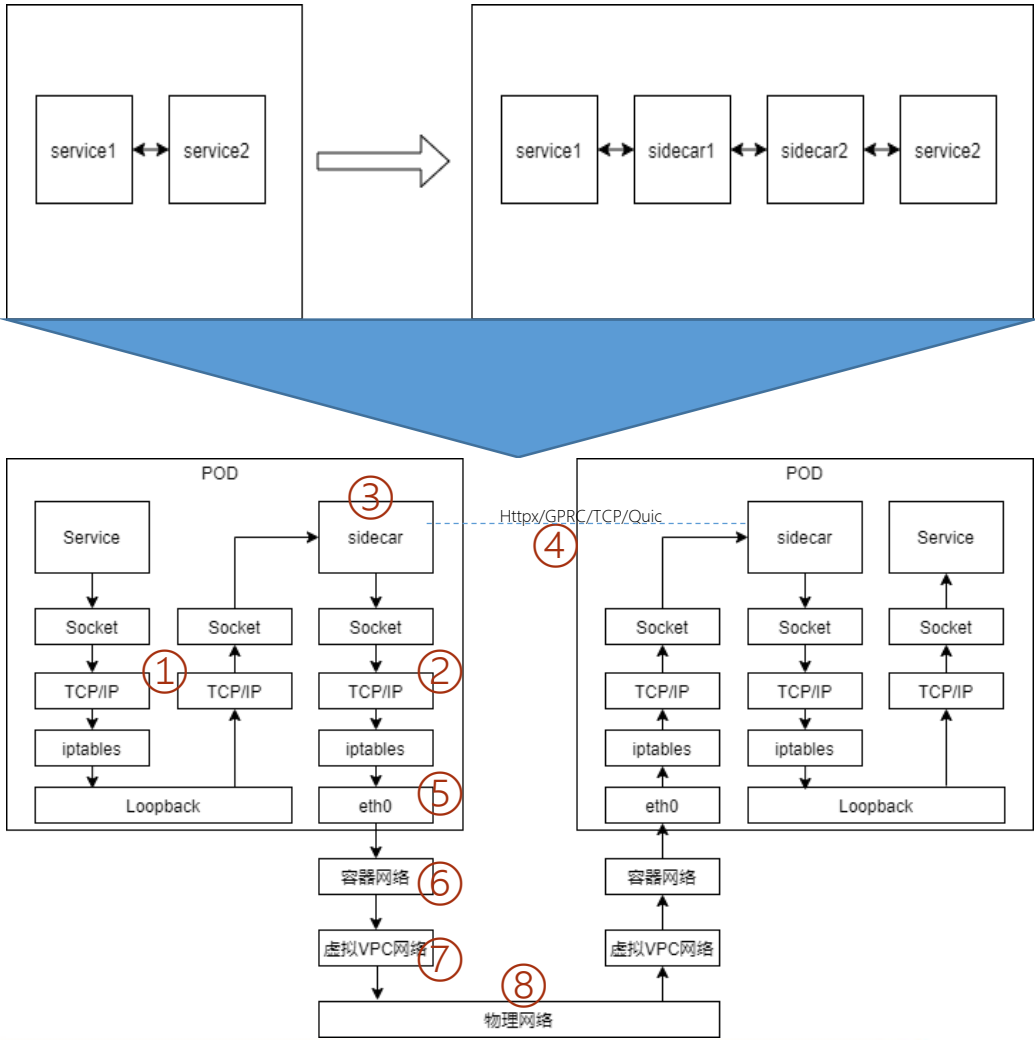 service1
service2
service1
sidecar1
sidecar2
service2
POD
POD
③
Service
sidecar
Httpx/GPRC/TCP/Quic
④
sidecar
Service
Socket
Socket
Socket
Socket
Socket
Socket
①
②
TCP/IP
TCP/IP
TCP/IP
TCP/IP
TCP/IP
TCP/IP
iptables
iptables
iptables
iptables
Loopback
eth0
⑤
eth0
Loopback
容器网络
⑥
容器网络
虚拟VPC网络
⑦
虚拟VPC网络
⑧
物理网络